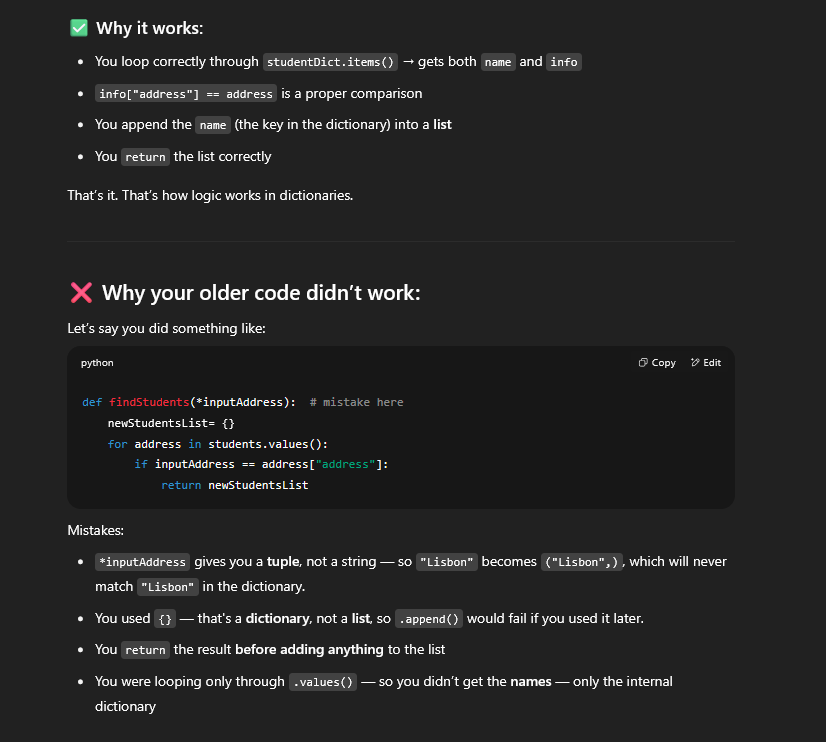 ✅ Why it works:
• You loop correctly through studentDict.items() → gets both name and info
• info["address"] == address is a proper comparison
• You append the name (the key in the dictionary) into a list
• You return the list correctly
That's it. That's how logic works in dictionaries.
❌ Why your older code didn't work:
Let's say you did something like:
python Copy Edit
def findStudents(*inputAddress):  # mistake here
    newStudentsList= {}
    for address in students.values():
        if inputAddress == address["address"]:
            return newStudentsList
Mistakes:
• *inputAddress gives you a tuple, not a string — so "Lisbon" becomes ("Lisbon",), which will never
match "Lisbon" in the dictionary.
• You used {} — that's a dictionary, not a list, so .append() would fail if you used it later.
• You return the result before adding anything to the list
• You were looping only through .values() — so you didn't get the names — only the internal
dictionary